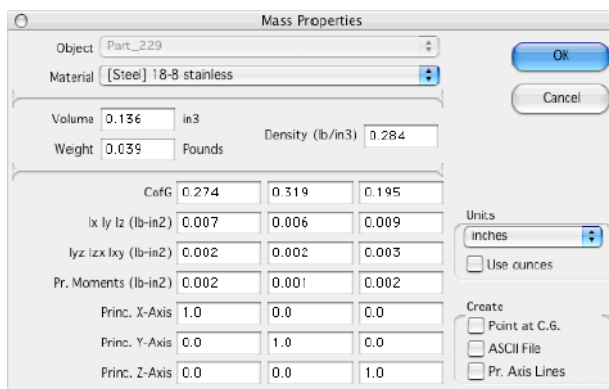 Mass Properties
Object Part_229
Material [Steel] 18-8 stainless
OK
Cancel
Volume 0.136 in3
Weight 0.039 Pounds
Density (lb/in3) 0.284
CofG 0.274 0.319 0.195
Ix Iy Iz (lb-in2) 0.007 0.006 0.009
Iyz Izx Ixy (lb-in2) 0.002 0.002 0.003
Pr. Moments (lb-in2) 0.002 0.001 0.002
Princ. X-Axis 1.0 0.0 0.0
Princ. Y-Axis 0.0 1.0 0.0
Princ. Z-Axis 0.0 0.0 1.0
Units
inches
Use ounces
Create
Point at C.G.
ASCII File
Pr. Axis Lines